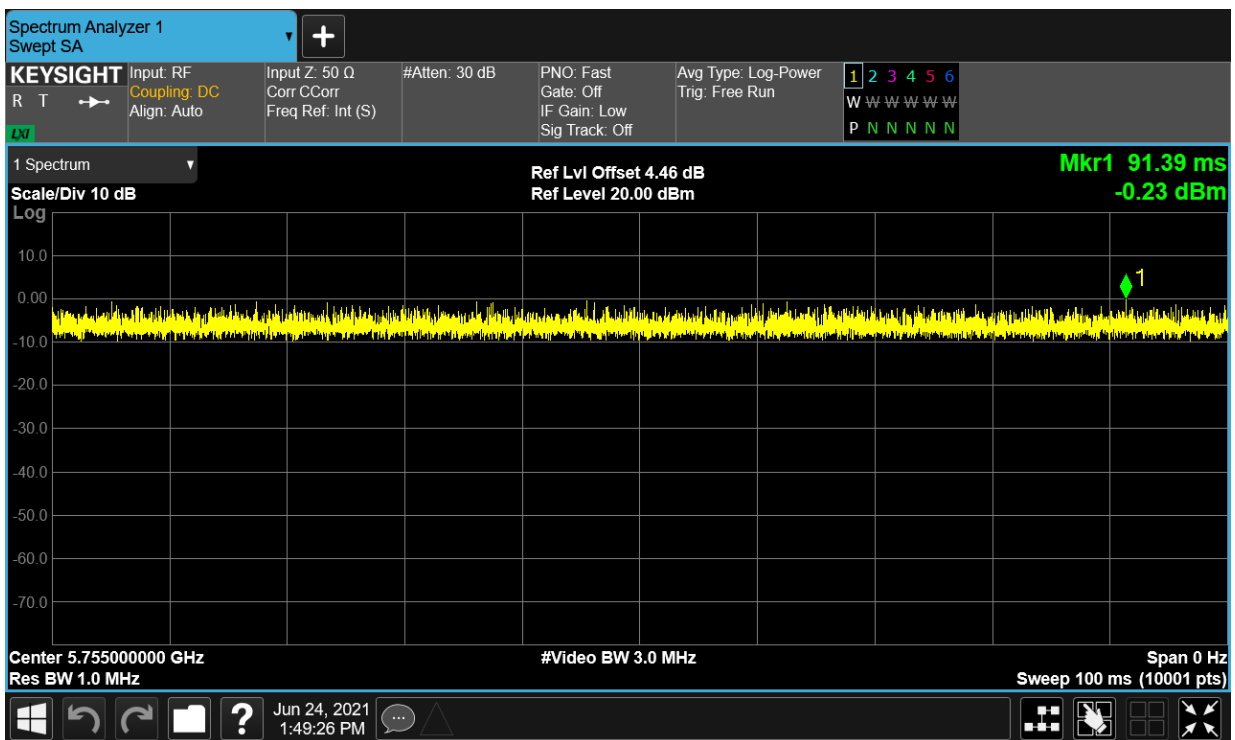 Spectrum Analyzer 1
Swept SA
KEYSIGHT
R T
LXI
Input: RF
Coupling: DC
Align: Auto
Input Z: 50 Ω
Corr CCorr
Freq Ref: Int (S)
#Atten: 30 dB
PNO: Fast
Gate: Off
IF Gain: Low
Sig Track: Off
Avg Type: Log-Power
Trig: Free Run
1 2 3 4 5 6
W W W W W W
P N N N N N
1 Spectrum
Scale/Div 10 dB
Ref Lvl Offset 4.46 dB
Ref Level 20.00 dBm
Mkr1 91.39 ms
-0.23 dBm
Log
10.0
0.00
-10.0
-20.0
-30.0
-40.0
-50.0
-60.0
-70.0
1
Center 5.755000000 GHz
Res BW 1.0 MHz
#Video BW 3.0 MHz
Span 0 Hz
Sweep 100 ms (10001 pts)
?
Jun 24, 2021
1:49:26 PM